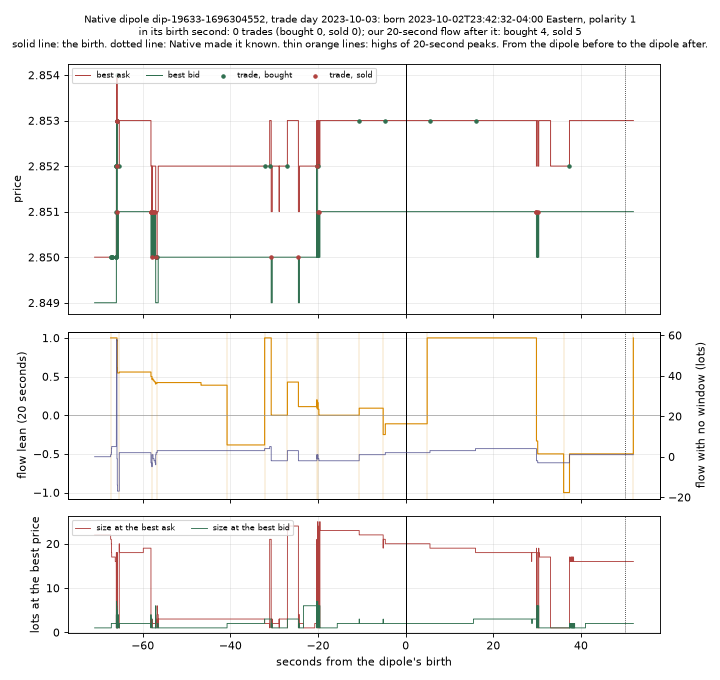 Native dipole dip-19633-1696304552, trade day 2023-10-03: born 2023-10-02T23:42:32-04:00 Eastern, polarity 1
in its birth second: 0 trades (bought 0, sold 0); our 20-second flow after it: bought 4, sold 5
solid line: the birth. dotted line: Native made it known. thin orange lines: highs of 20-second peaks. From the dipole before to the dipole after.
best ask
best bid
trade, bought
trade, sold
2.854
2.853
2.852
2.851
2.850
2.849
price
1.0
0.5
0.0
−0.5
−1.0
flow lean (20 seconds)
60
40
20
0
−20
flow with no window (lots)
size at the best ask
size at the best bid
20
10
0
lots at the best price
−60
−40
−20
0
20
40
seconds from the dipole's birth